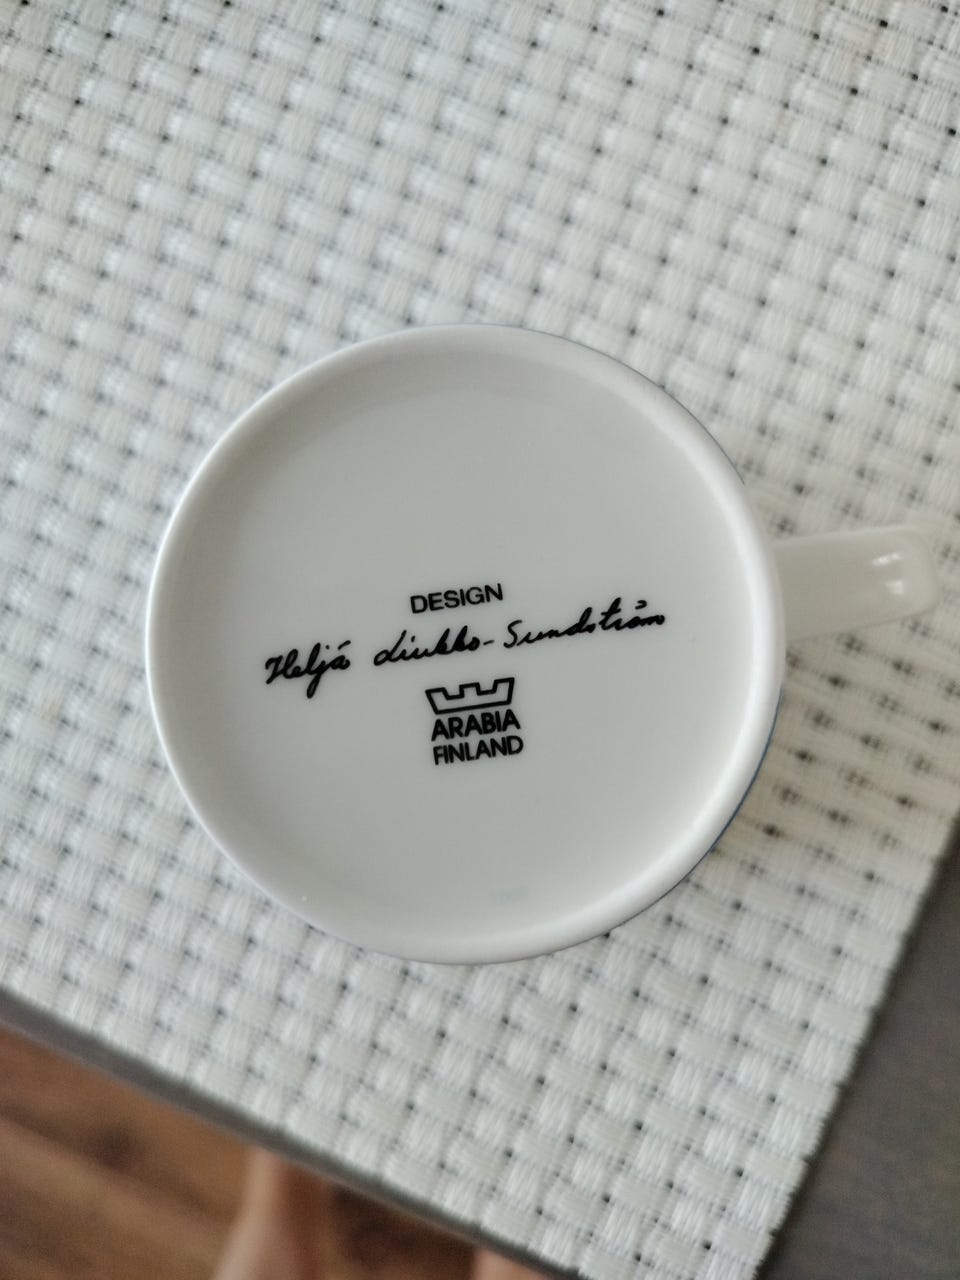 DESIGN
Heljä Liukko-Sundström
ARABIA
FINLAND